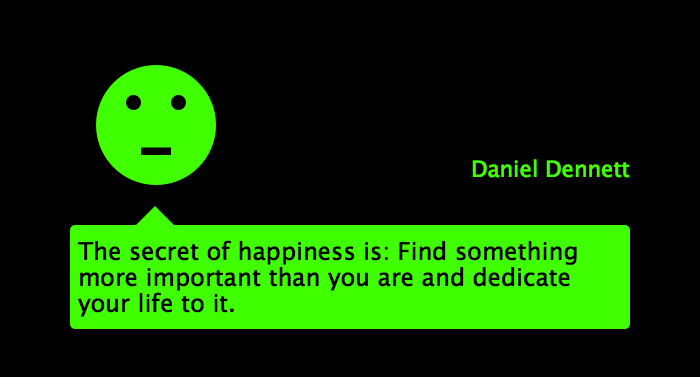 Daniel Dennett
The secret of happiness is: Find something
more important than you are and dedicate
your life to it.